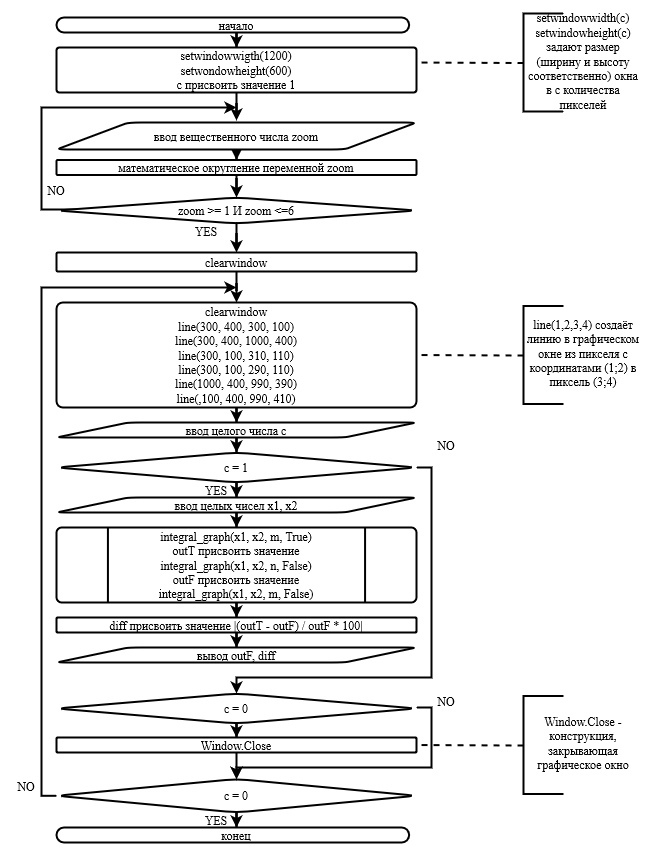 начало
setwindowwigth(1200)
setwondowheight(600)
с присвоить значение 1
setwindowwidth(c)
setwindowheight(c)
задают размер
(ширину и высоту
соответственно) окна
в с количества
пикселей
ввод вещественного числа zoom
математическое округление переменной zoom
NO
zoom >= 1 И zoom <=6
YES
clearwindow
clearwindow
line(300, 400, 300, 100)
line(300, 400, 1000, 400)
line(300, 100, 310, 110)
line(300, 100, 290, 110)
line(1000, 400, 990, 390)
line(,100, 400, 990, 410)
line(1,2,3,4) создаёт
линию в графическом
окне из пикселя с
координатами (1;2) в
пиксель (3;4)
ввод целого числа с
NO
c = 1
YES
ввод целых чисел x1, x2
integral_graph(x1, x2, m, True)
outT присвоить значение
integral_graph(x1, x2, n, False)
outF присвоить значение
integral_graph(x1, x2, m, False)
diff присвоить значение |(outT - outF) / outF * 100|
вывод outF, diff
NO
c = 0
Window.Close
Window.Close -
конструкция,
закрывающая
графическое окно
NO
c = 0
YES
конец